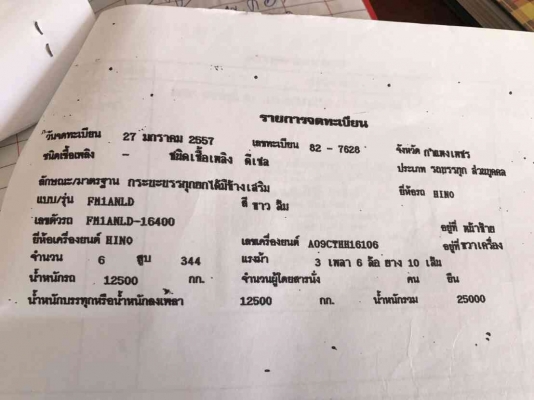 รายการจดทะเบียน
วันจดทะเบียน 27 มกราคม 2557 เลขทะเบียน 82 - 7628 จังหวัด กำแพงเพชร
ชนิดเชื้อเพลิง - ชนิดเชื้อเพลิง ดีเซล ประเภท รถบรรทุก ส่วนบุคคล
ลักษณะ/มาตรฐาน กระบะบรรทุกยกได้มีข้างเสริม ยี่ห้อรถ HINO
แบบ/รุ่น FM1ANLD สี ขาว ส้ม
เลขตัวรถ FM1ANLD-16400 อยู่ที่ หน้าซ้าย
ยี่ห้อเครื่องยนต์ HINO เลขเครื่องยนต์ A09CTHH16106 อยู่ที่ ขวาเครื่อง
จำนวน 6 สูบ 344 แรงม้า 3 เพลา 6 ล้อ ยาง 10 เส้น
น้ำหนักรถ 12500 กก. จำนวนผู้โดยสารนั่ง คน ยืน
น้ำหนักบรรทุกหรือน้ำหนักลงเพลา 12500 กก. น้ำหนักรวม 25000